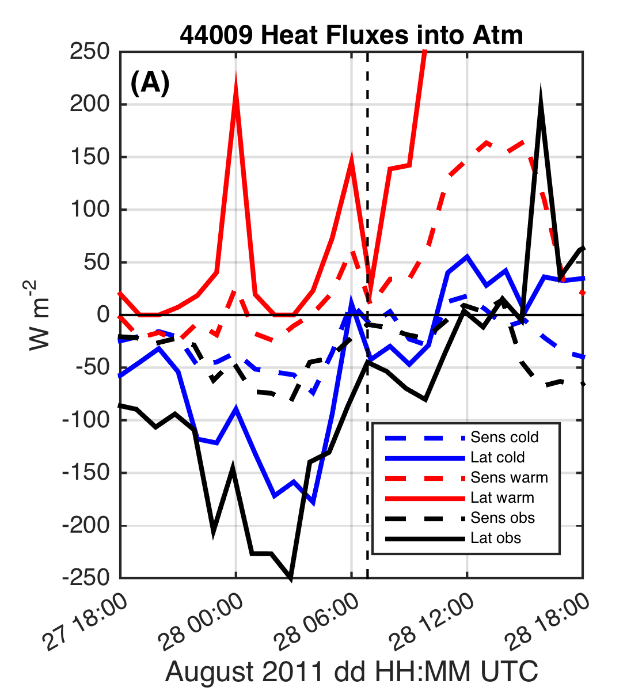 44009 Heat Fluxes into Atm
(A)
250
200
150
100
50
0
-50
-100
-150
-200
-250
W m-2
Sens cold
Lat cold
Sens warm
Lat warm
Sens obs
Lat obs
27 18:00
28 00:00
28 06:00
28 12:00
28 18:00
August 2011 dd HH:MM UTC